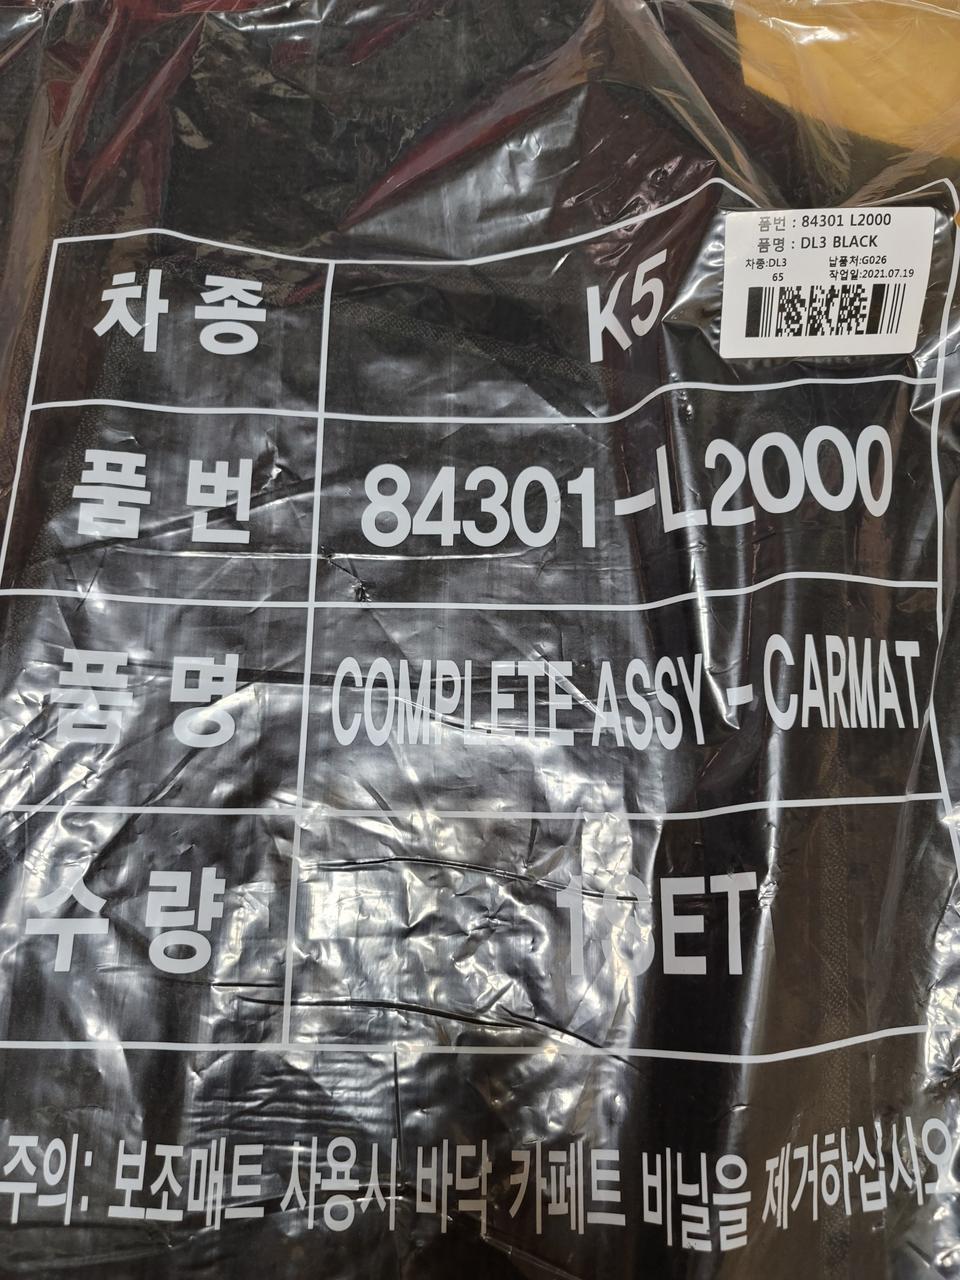 품번 : 84301 L2000
품명 : DL3 BLACK
차종:DL3 납품처:G026
65 작업일:2021.07.19
차종 K5
품번 84301-L2000
품명 COMPLETE ASSY - CARMAT
수량 1SET
주의: 보조매트 사용시 바닥 카페트 비닐을 제거하십시오